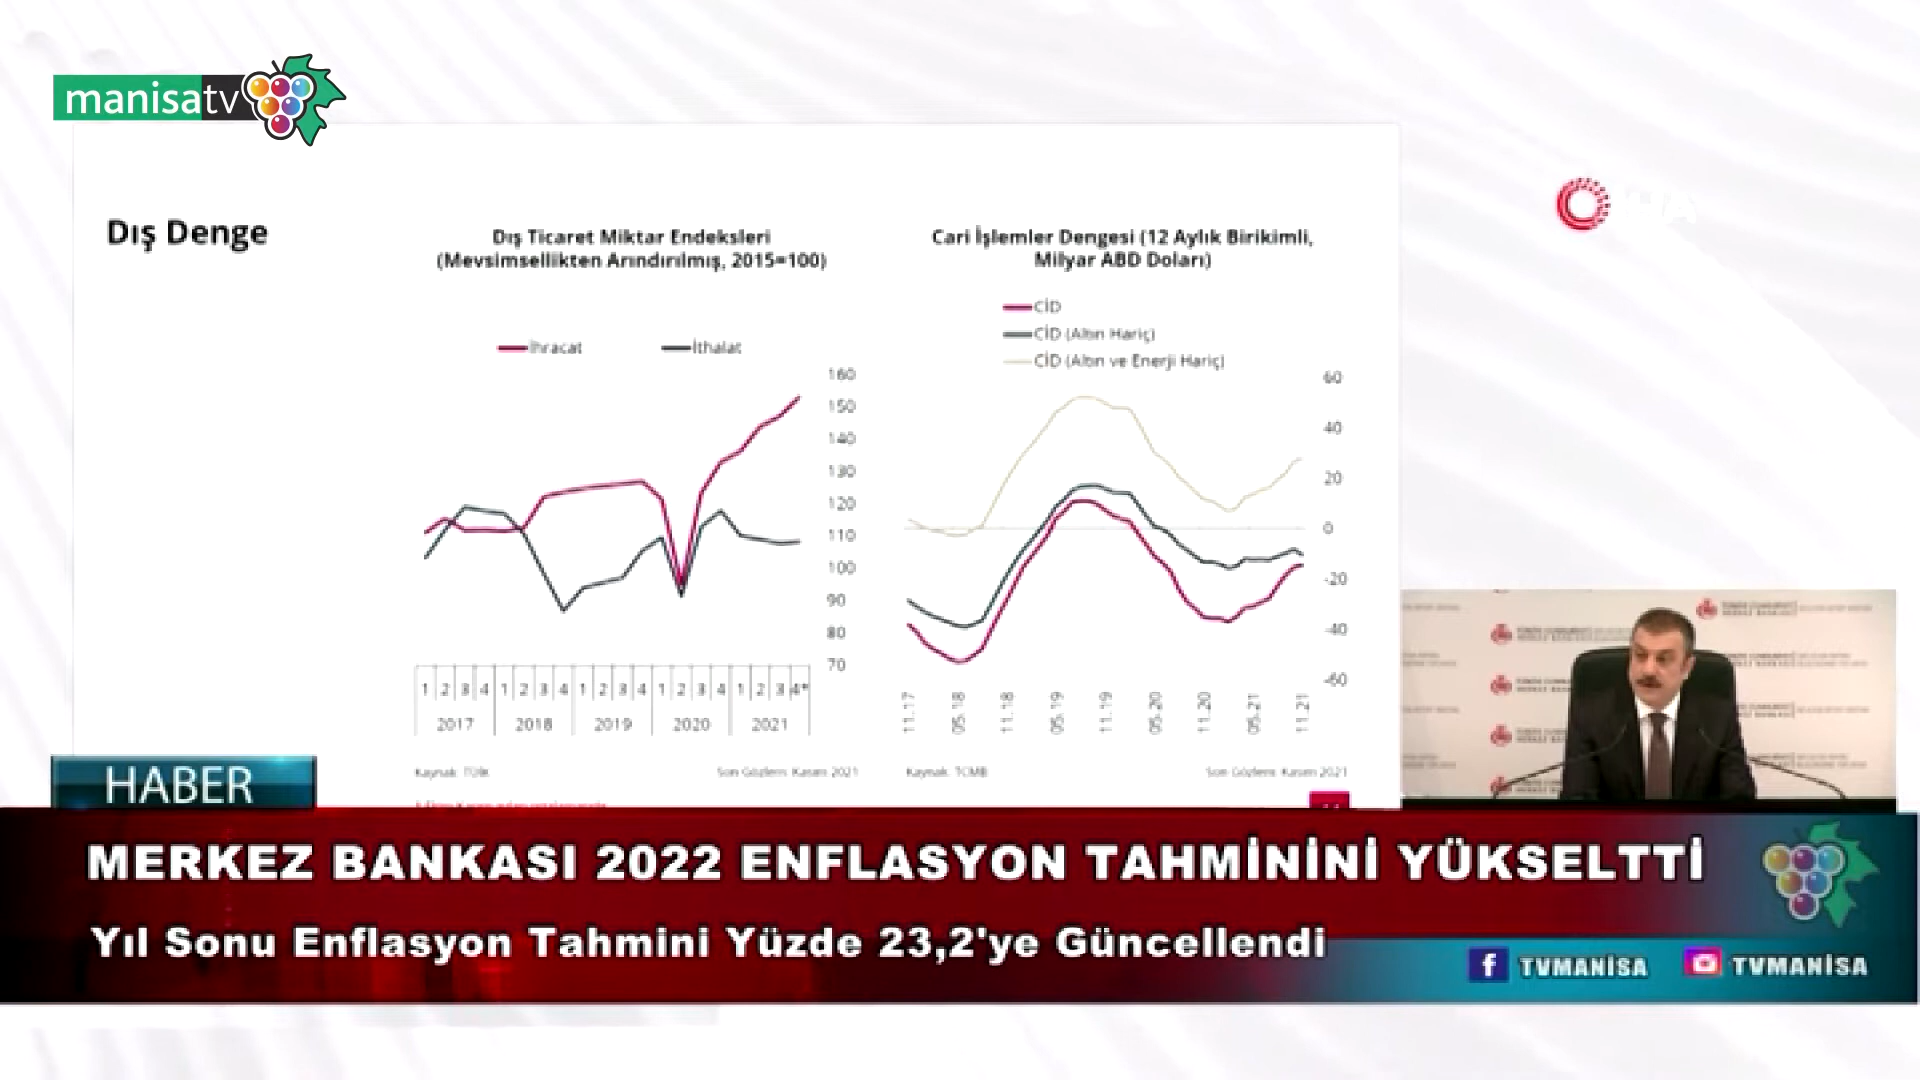 manisatv
Dış Denge
Dış Ticaret Miktar Endeksleri
(Mevsimsellikten Arındırılmış, 2015=100)
İhracat
İthalat
160
150
140
130
120
110
100
90
80
70
1 2 3 4 1 2 3 4 1 2 3 4 1 2 3 4 1 2 3 4*
2017 2018 2019 2020 2021
Kaynak: TÜİK
Son Gözlem: Kasım 2021
Cari İşlemler Dengesi (12 Aylık Birikimli,
Milyar ABD Doları)
CİD
CİD (Altın Hariç)
CİD (Altın ve Enerji Hariç)
60
40
20
0
-20
-40
-60
11.17 05.18 11.18 05.19 11.19 05.20 11.20 05.21 11.21
Kaynak: TCMB
Son Gözlem: Kasım 2021
HABER
MERKEZ BANKASI 2022 ENFLASYON TAHMİNİNİ YÜKSELTTİ
Yıl Sonu Enflasyon Tahmini Yüzde 23,2'ye Güncellendi
TVMANİSA
TVMANİSA